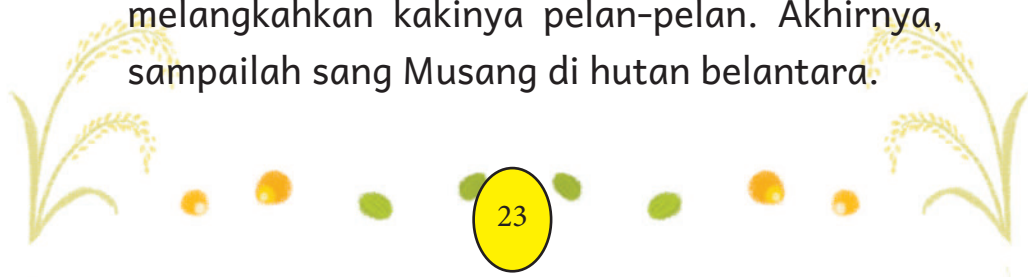 melangkahkan kakinya pelan-pelan. Akhirnya,
sampailah sang Musang di hutan belantara.
23